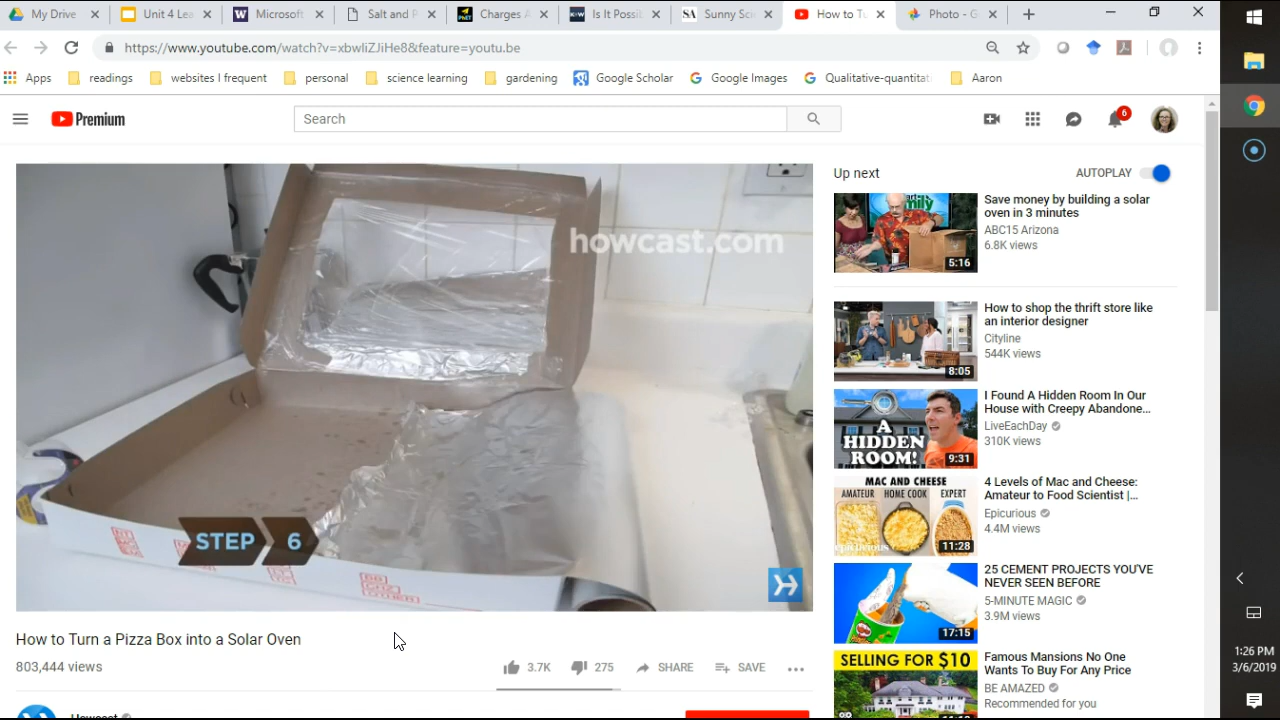 My Drive
Unit 4 Lea
Microsoft
Salt and P
Charges A
Is It Possil
Sunny Sci
How to Tu
Photo - G
https://www.youtube.com/watch?v=xbwliZJiHe8&feature=youtu.be
Apps
readings
websites I frequent
personal
science learning
gardening
Google Scholar
Google Images
Qualitative-quantitat
Aaron
Premium
Search
6
howcast.com
STEP 6
How to Turn a Pizza Box into a Solar Oven
803,444 views
3.7K
275
SHARE
SAVE
Howcast
Up next
AUTOPLAY
5:16
Save money by building a solar
oven in 3 minutes
ABC15 Arizona
6.8K views
8:05
How to shop the thrift store like
an interior designer
Cityline
544K views
A
HIDDEN
ROOM!
9:31
I Found A Hidden Room In Our
House with Creepy Abandone...
LiveEachDay
310K views
MAC AND CHEESE
AMATEUR
HOME COOK
EXPERT
11:28
4 Levels of Mac and Cheese:
Amateur to Food Scientist |...
Epicurious
4.4M views
17:15
25 CEMENT PROJECTS YOU'VE
NEVER SEEN BEFORE
5-MINUTE MAGIC
3.9M views
SELLING FOR $10
Famous Mansions No One
Wants To Buy For Any Price
BE AMAZED
Recommended for you
1:26 PM
3/6/2019